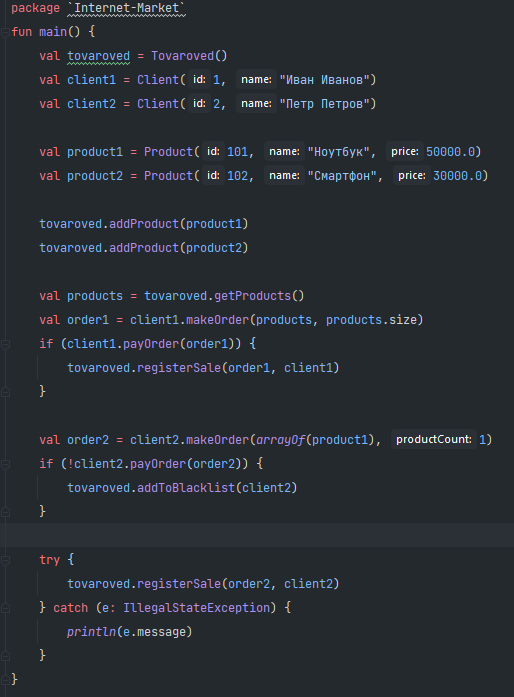 package `Internet-Market`
fun main() {
val tovaroved = Tovaroved()
val client1 = Client( id: 1, name: "Иван Иванов")
val client2 = Client( id: 2, name: "Петр Петров")
val product1 = Product( id: 101, name: "Ноутбук", price: 50000.0)
val product2 = Product( id: 102, name: "Смартфон", price: 30000.0)
tovaroved.addProduct(product1)
tovaroved.addProduct(product2)
val products = tovaroved.getProducts()
val order1 = client1.makeOrder(products, products.size)
if (client1.payOrder(order1)) {
tovaroved.registerSale(order1, client1)
}
val order2 = client2.makeOrder(arrayOf(product1), productCount: 1)
if (!client2.payOrder(order2)) {
tovaroved.addToBlacklist(client2)
}
try {
tovaroved.registerSale(order2, client2)
} catch (e: IllegalStateException) {
println(e.message)
}
}